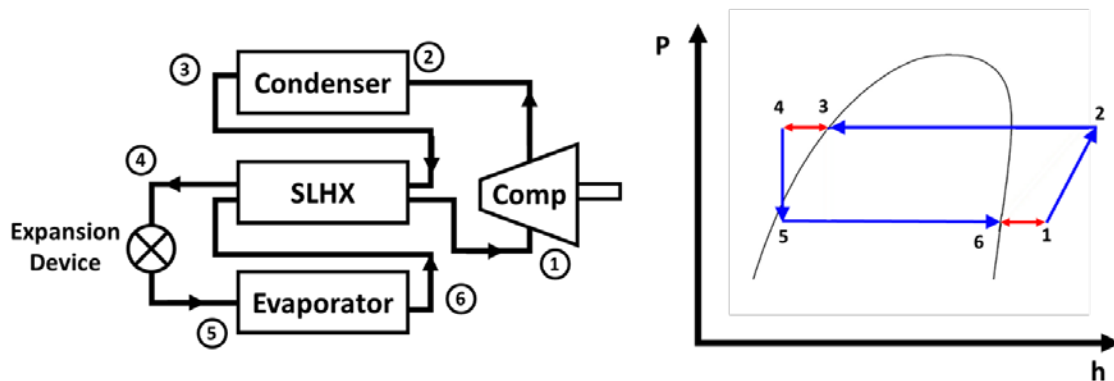 ③
Condenser
②
④
SLHX
Comp
Expansion
Device
①
Evaporator
⑤
⑥
P
4
3
2
5
6
1
h